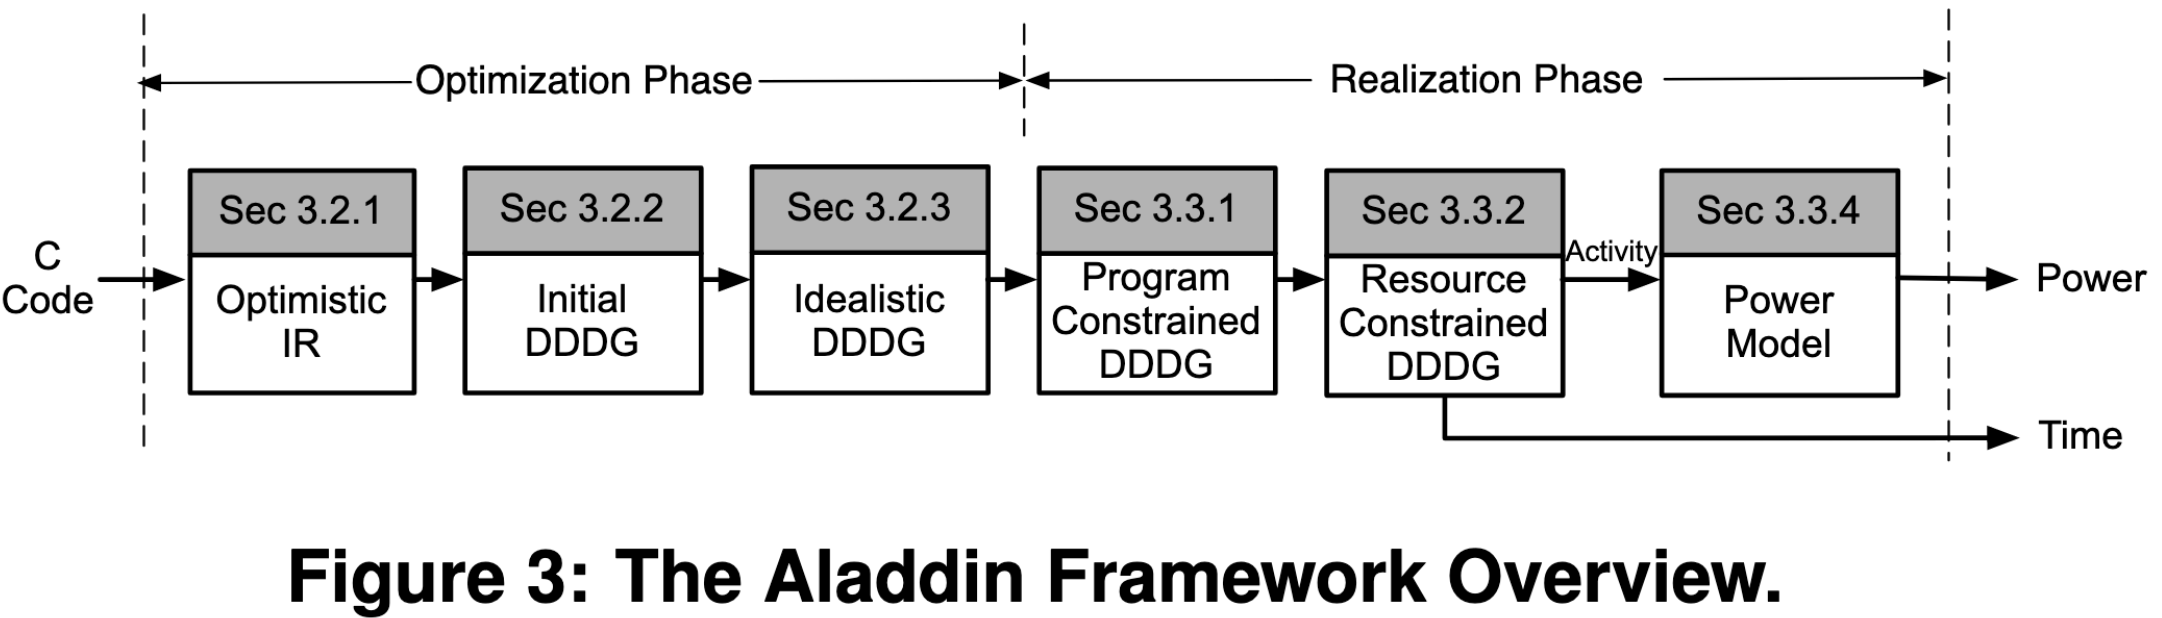 Optimization Phase
Realization Phase
C
Code
Sec 3.2.1
Optimistic
IR
Sec 3.2.2
Initial
DDDG
Sec 3.2.3
Idealistic
DDDG
Sec 3.3.1
Program
Constrained
DDDG
Sec 3.3.2
Resource
Constrained
DDDG
Activity
Sec 3.3.4
Power
Model
Power
Time
Figure 3: The Aladdin Framework Overview.